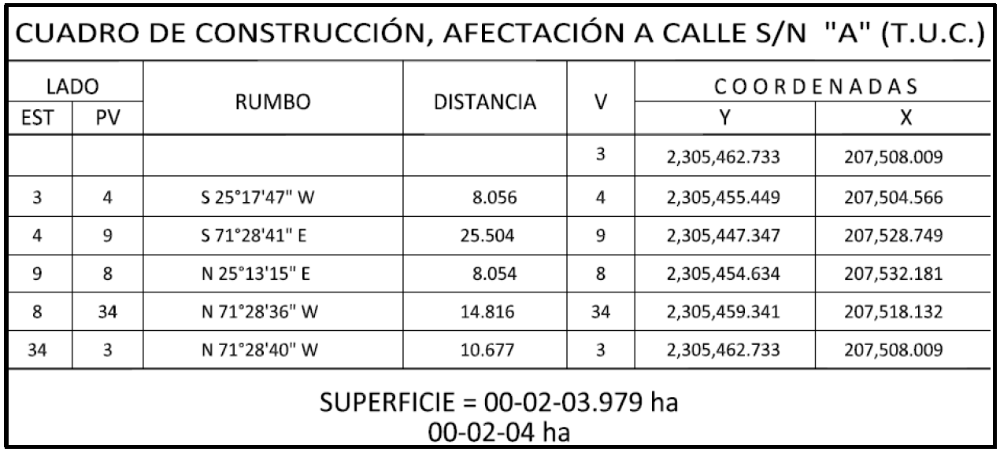 CUADRO DE CONSTRUCCIÓN, AFECTACIÓN A CALLE S/N "A" (T.U.C.)
LADO RUMBO DISTANCIA V C O O R D E N A D A S
EST PV Y X
3 2,305,462.733 207,508.009
3 4 S 25°17'47" W 8.056 4 2,305,455.449 207,504.566
4 9 S 71°28'41" E 25.504 9 2,305,447.347 207,528.749
9 8 N 25°13'15" E 8.054 8 2,305,454.634 207,532.181
8 34 N 71°28'36" W 14.816 34 2,305,459.341 207,518.132
34 3 N 71°28'40" W 10.677 3 2,305,462.733 207,508.009
SUPERFICIE = 00-02-03.979 ha
00-02-04 ha